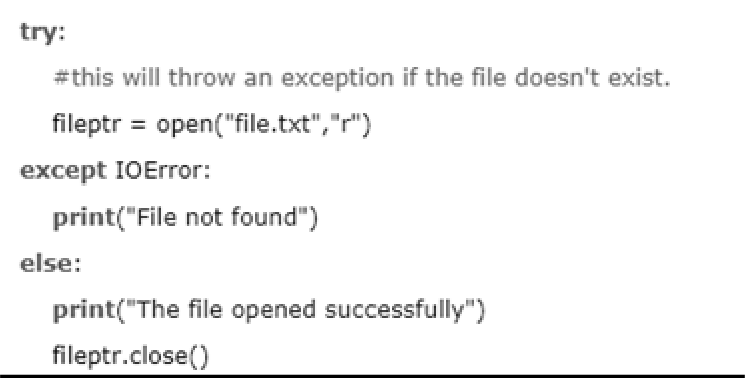 try:
#this will throw an exception if the file doesn't exist.
fileptr = open("file.txt","r")
except IOError:
print("File not found")
else:
print("The file opened successfully")
fileptr.close()